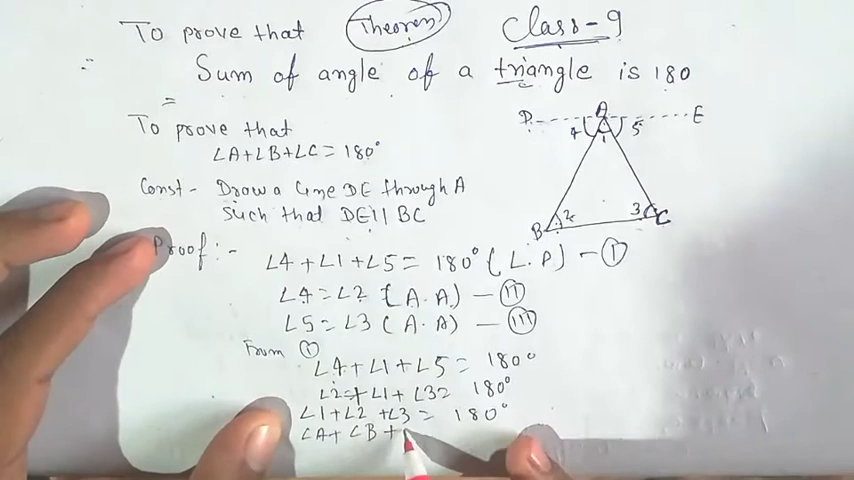 To prove that Theorem Class-9
Sum of angle of a triangle is 180
To prove that
∠A+∠B+∠C=180°
Const - Draw a line DE through A
such that DE||BC
D A E
4 1 5
B 2 3 C
Proof:-
∠4+∠1+∠5= 180° (L.P) - I
∠4=∠2 (A.A) - II
∠5=∠3 (A.A) - III
From I
∠4+∠1+∠5= 180°
∠2+∠1+∠3= 180°
∠1+∠2+∠3= 180°
∠A+∠B+